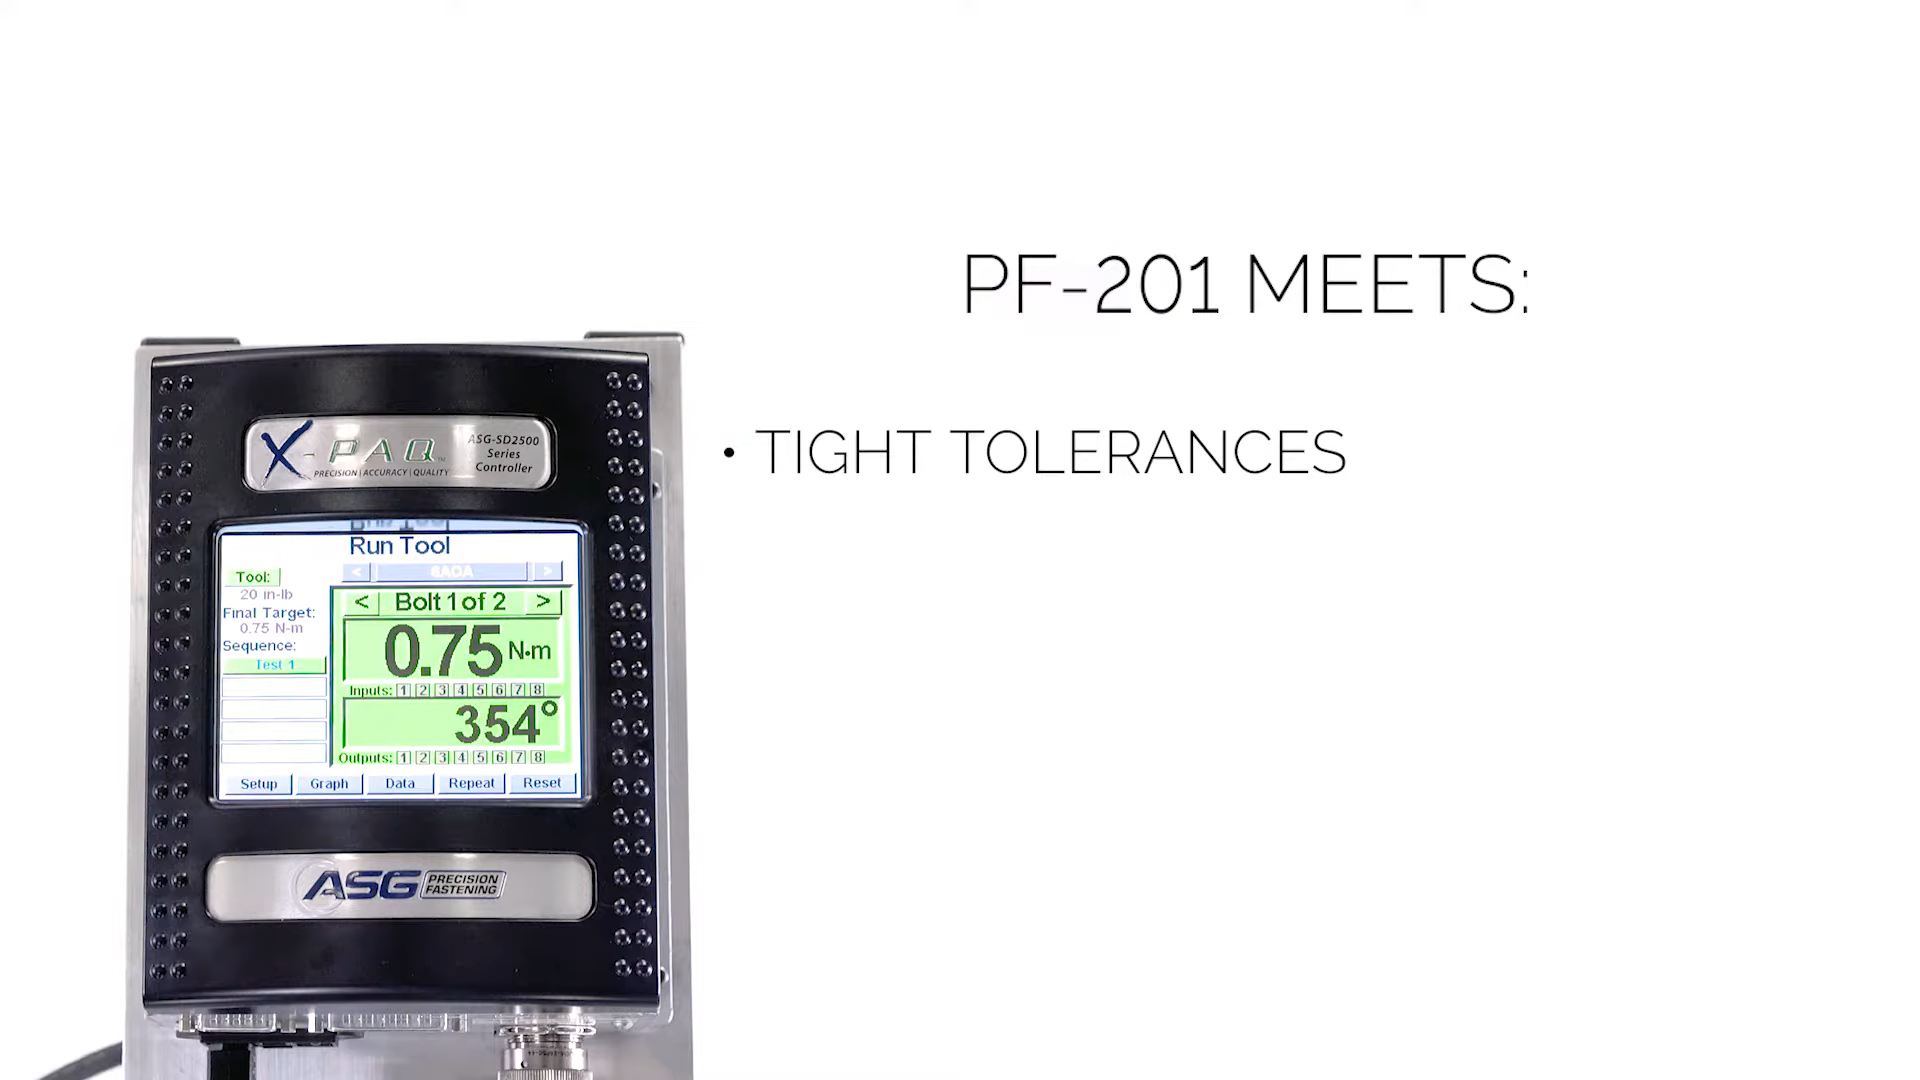 PF-201 MEETS:
• TIGHT TOLERANCES
X-PAQ™
PRECISION | ACCURACY | QUALITY
ASG-SD2500
Series
Controller
Run Tool
Tool:
20 in-lb
Final Target:
0.75 N-m
Sequence:
Test 1
< >
< Bolt 1 of 2 >
0.75 N•m
Inputs: 1 2 3 4 5 6 7 8
354°
Outputs: 1 2 3 4 5 6 7 8
Setup Graph Data Repeat Reset
ASG PRECISION
FASTENING